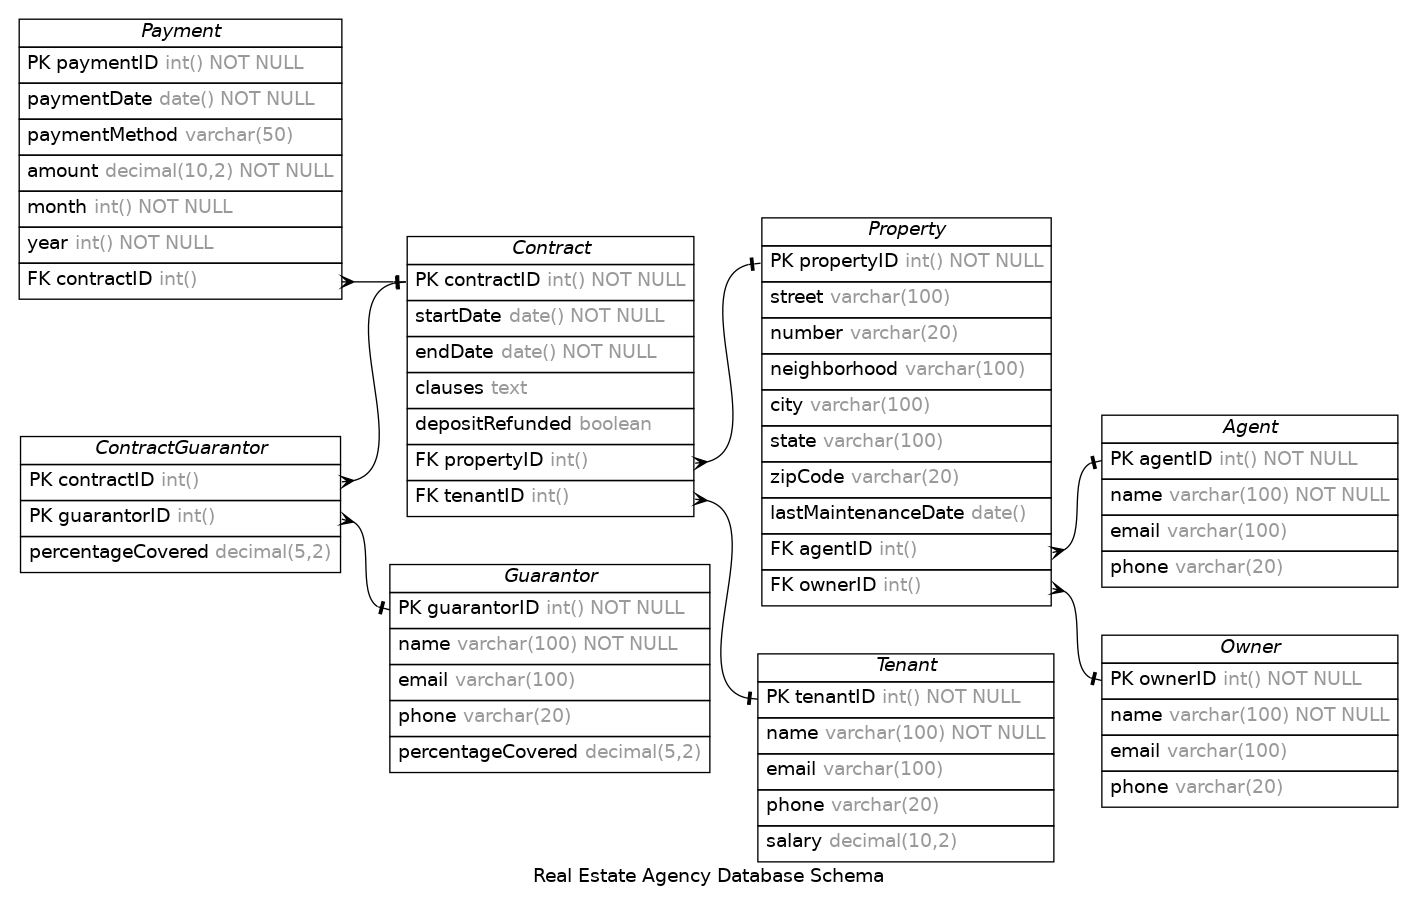 Payment
PK paymentID int() NOT NULL
paymentDate date() NOT NULL
paymentMethod varchar(50)
amount decimal(10,2) NOT NULL
month int() NOT NULL
year int() NOT NULL
FK contractID int()
ContractGuarantor
PK contractID int()
PK guarantorID int()
percentageCovered decimal(5,2)
Contract
PK contractID int() NOT NULL
startDate date() NOT NULL
endDate date() NOT NULL
clauses text
depositRefunded boolean
FK propertyID int()
FK tenantID int()
Guarantor
PK guarantorID int() NOT NULL
name varchar(100) NOT NULL
email varchar(100)
phone varchar(20)
percentageCovered decimal(5,2)
Property
PK propertyID int() NOT NULL
street varchar(100)
number varchar(20)
neighborhood varchar(100)
city varchar(100)
state varchar(100)
zipCode varchar(20)
lastMaintenanceDate date()
FK agentID int()
FK ownerID int()
Tenant
PK tenantID int() NOT NULL
name varchar(100) NOT NULL
email varchar(100)
phone varchar(20)
salary decimal(10,2)
Agent
PK agentID int() NOT NULL
name varchar(100) NOT NULL
email varchar(100)
phone varchar(20)
Owner
PK ownerID int() NOT NULL
name varchar(100) NOT NULL
email varchar(100)
phone varchar(20)
Real Estate Agency Database Schema